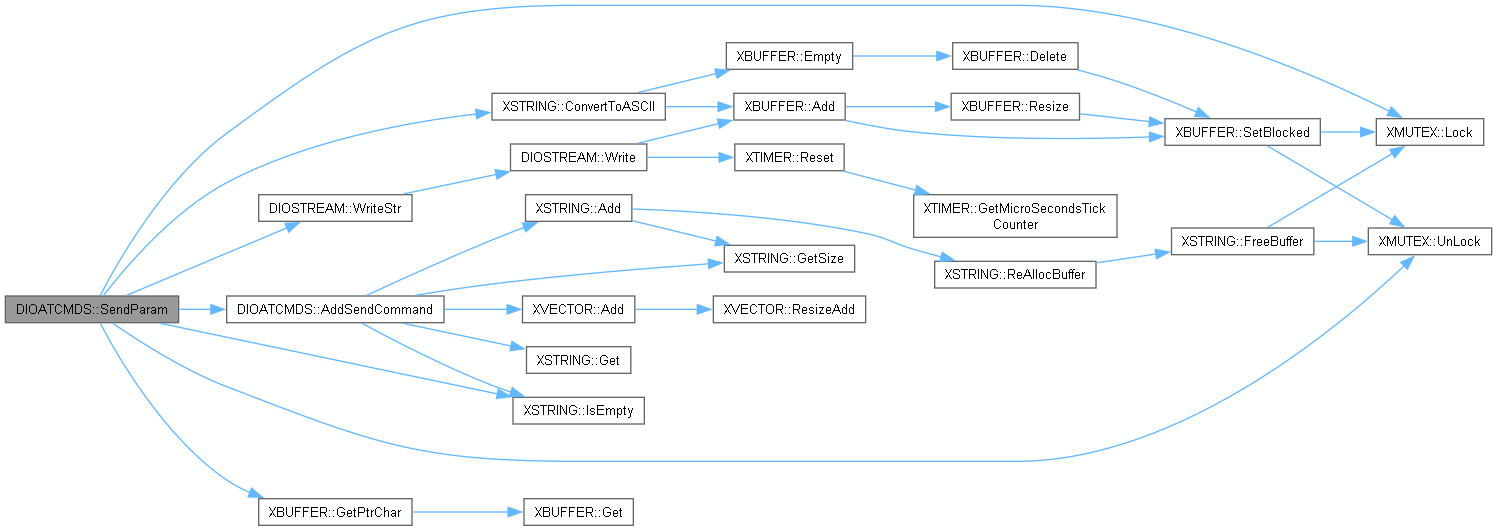 XBUFFER::Empty
XBUFFER::Delete
XSTRING::ConvertToASCII
XBUFFER::Add
XBUFFER::Resize
XBUFFER::SetBlocked
XMUTEX::Lock
DIOSTREAM::Write
XTIMER::Reset
DIOSTREAM::WriteStr
XSTRING::Add
XTIMER::GetMicroSecondsTick
Counter
XSTRING::FreeBuffer
XMUTEX::UnLock
XSTRING::GetSize
XSTRING::ReAllocBuffer
DIOATCMDS::SendParam
DIOATCMDS::AddSendCommand
XVECTOR::Add
XVECTOR::ResizeAdd
XSTRING::Get
XSTRING::IsEmpty
XBUFFER::GetPtrChar
XBUFFER::Get